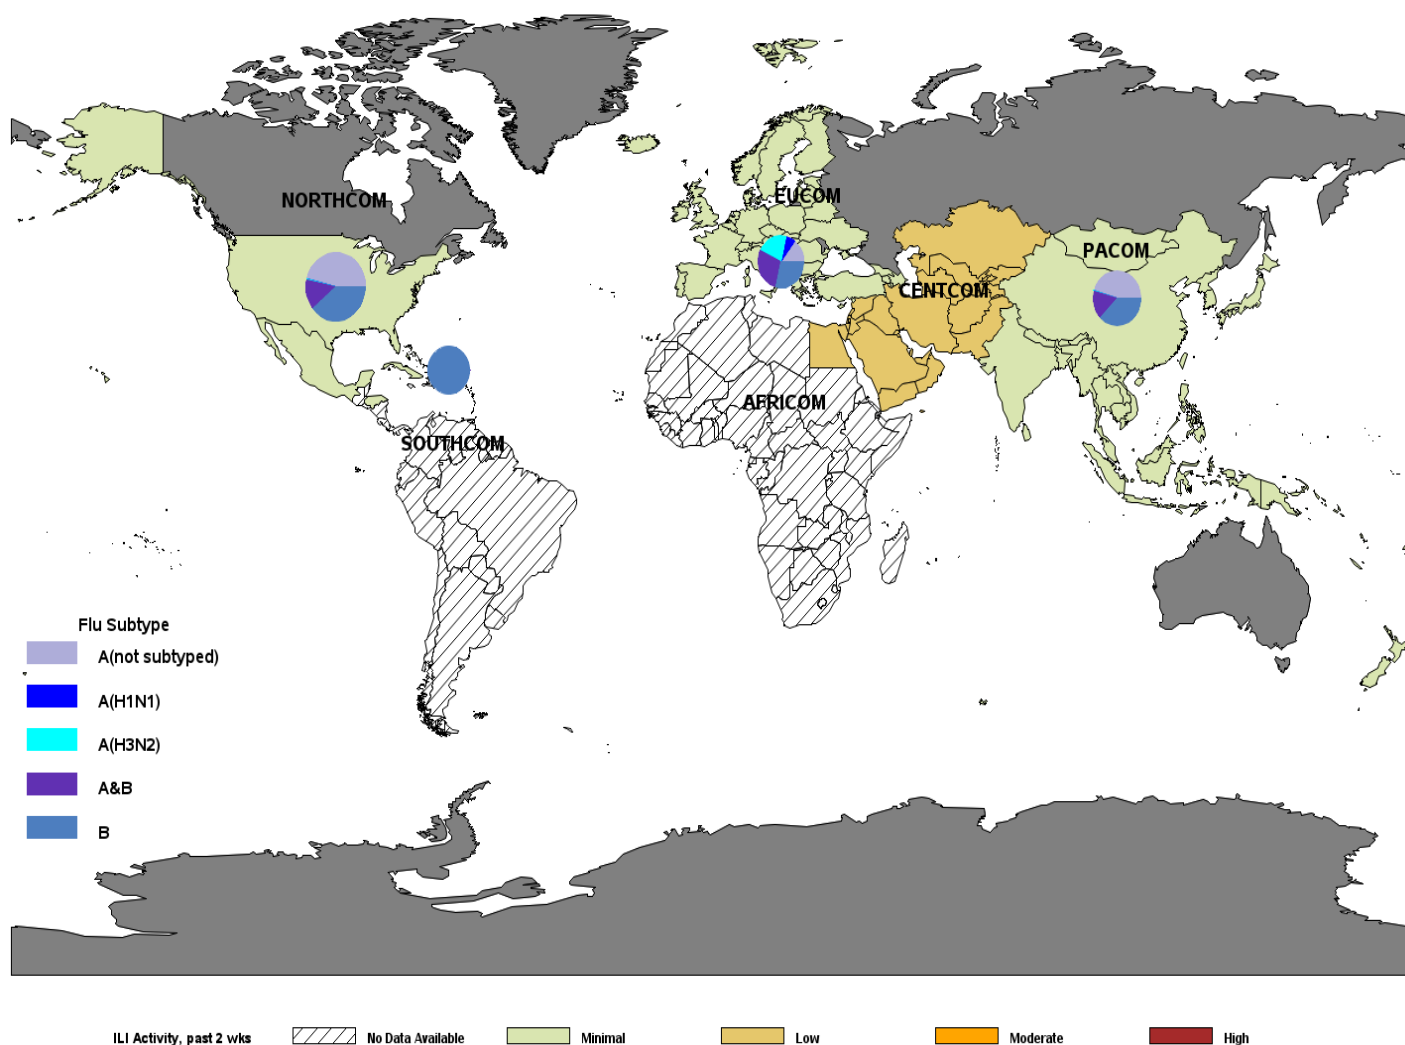 NORTHCOM
EUCOM
PACOM
CENTCOM
AFRICOM
SOUTHCOM
Flu Subtype
A(not subtyped)
A(H1N1)
A(H3N2)
A&B
B
ILI Activity, past 2 wks
No Data Available
Minimal
Low
Moderate
High